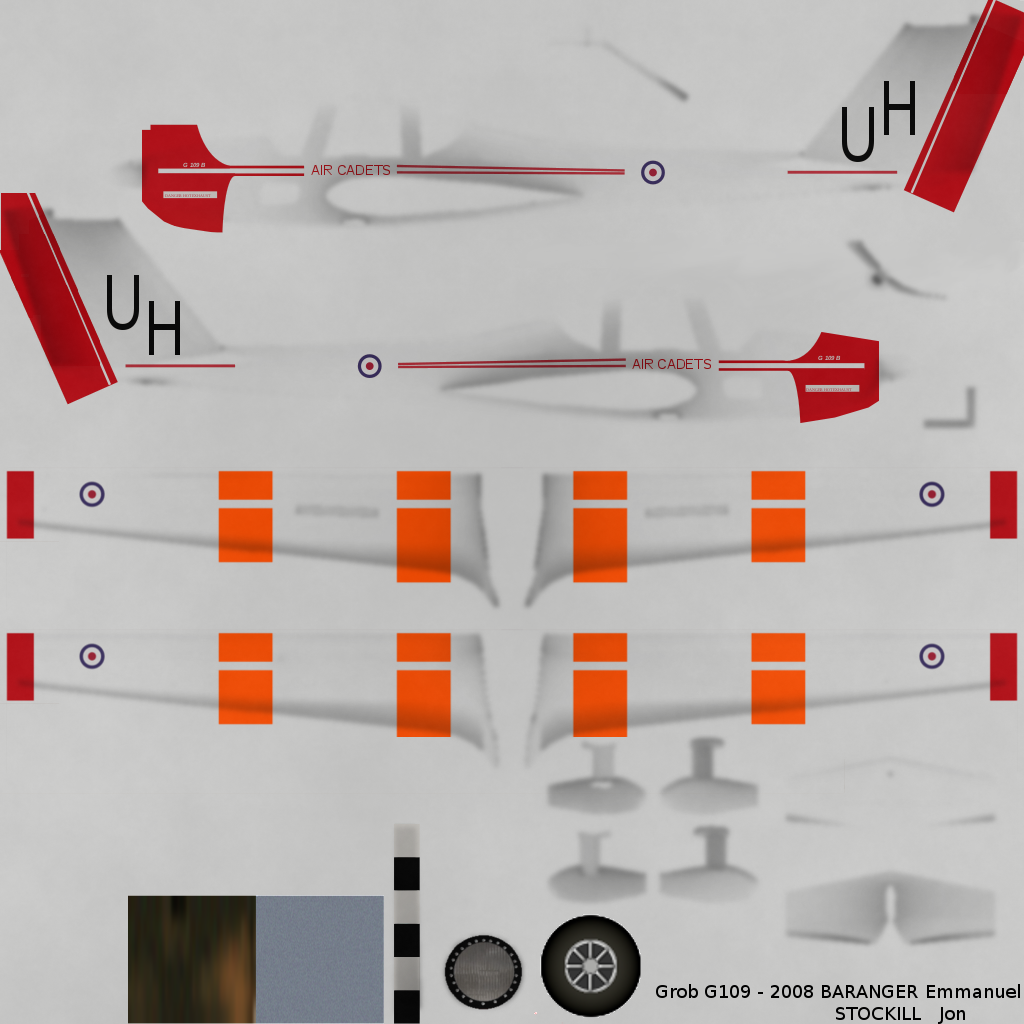 UH
G 109 B
AIR CADETS
UH
G 109 B
AIR CADETS
Grob G109 - 2008 BARANGER Emmanuel
STOCKILL Jon